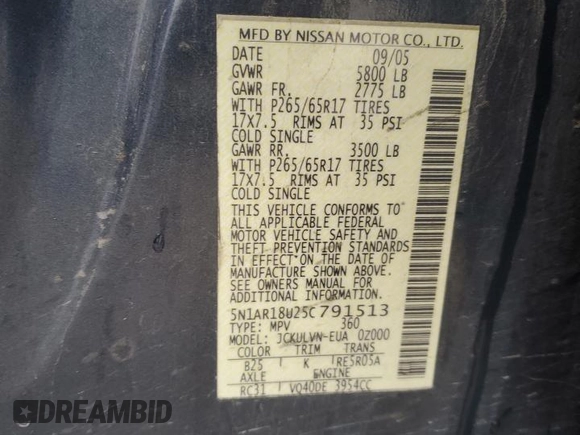 MFD BY NISSAN MOTOR CO., LTD.
DATE 09/05
GVWR 5800 LB
GAWR FR. 2775 LB
WITH P265/65R17 TIRES
17X7.5 RIMS AT 35 PSI
COLD SINGLE
GAWR RR. 3500 LB
WITH P265/65R17 TIRES
17X7.5 RIMS AT 35 PSI
COLD SINGLE
THIS VEHICLE CONFORMS TO
ALL APPLICABLE FEDERAL
MOTOR VEHICLE SAFETY AND
THEFT PREVENTION STANDARDS
IN EFFECT ON THE DATE OF
MANUFACTURE SHOWN ABOVE.
SEE OWNERS MANUAL FOR
ADDITIONAL INFORMATION
5N1AR18U25C791513
TYPE: MPV 360
MODEL: JCKULVN-EUA 0Z000
COLOR TRIM TRANS
B25 K RE5R05A
AXLE ENGINE
RC31 VQ40DE 3954CC
DREAMBID